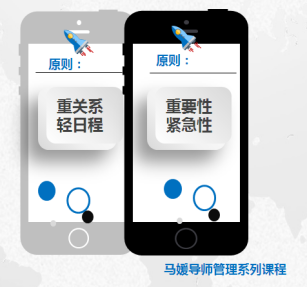 原则：
重关系
轻日程
原则：
重要性
紧急性
马媛导师管理系列课程